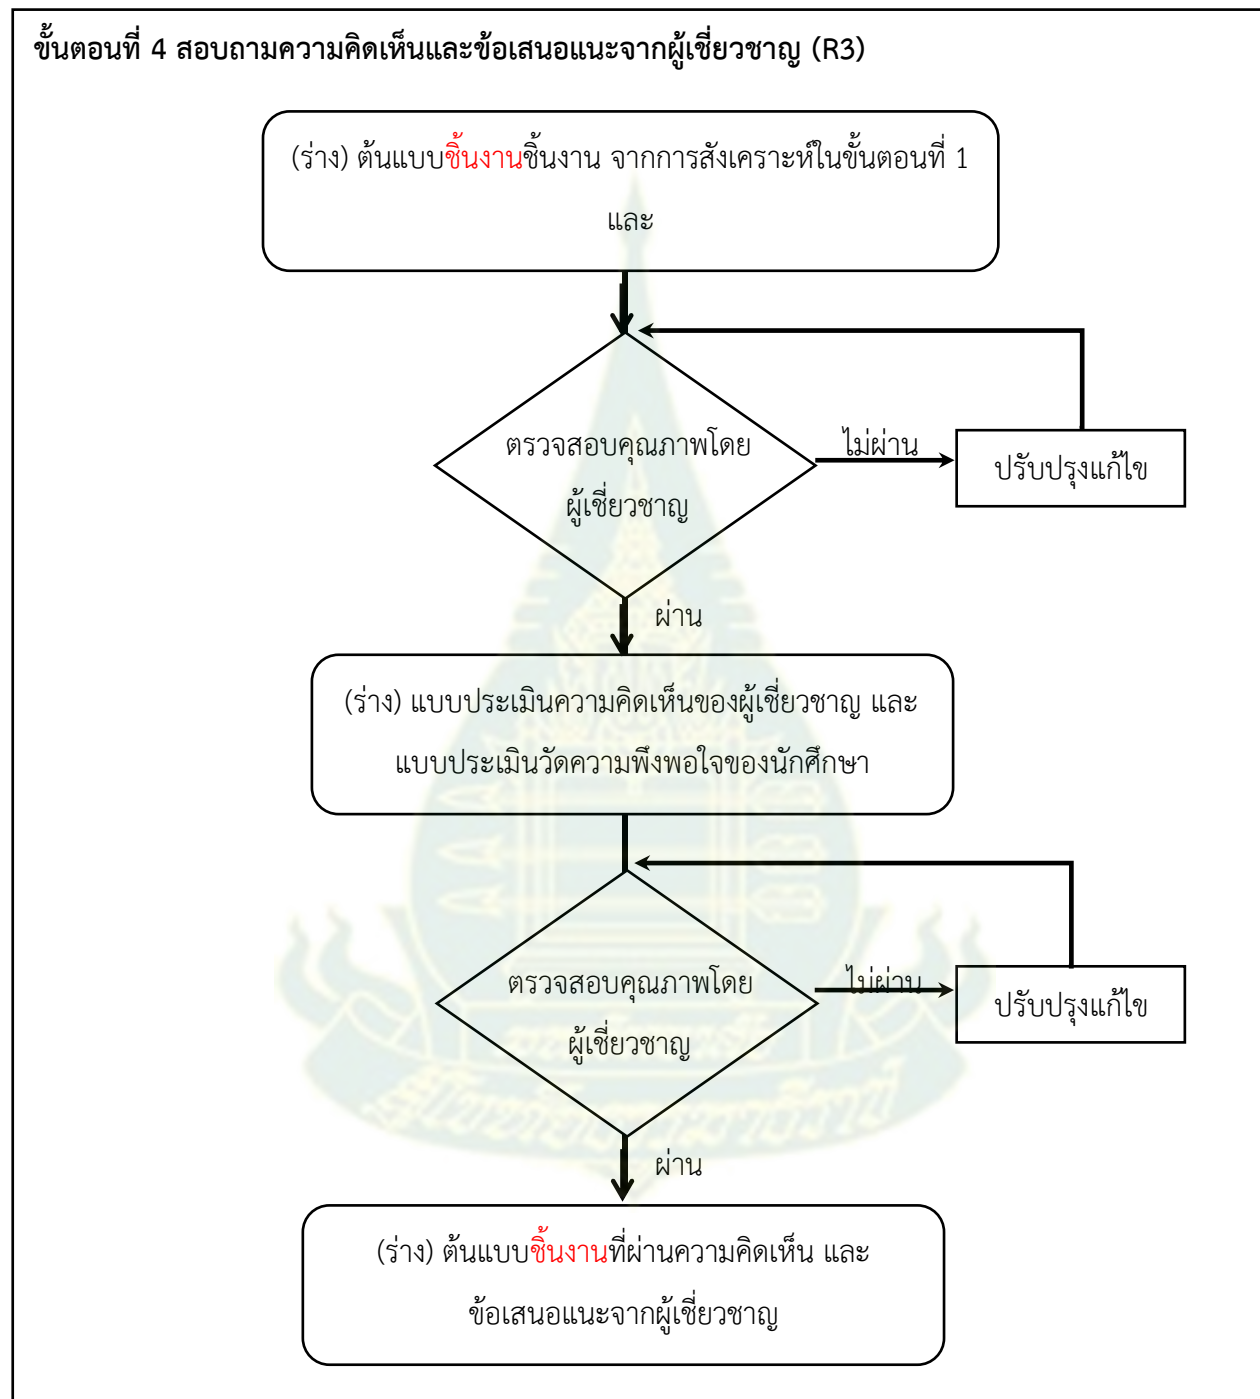 ขั้นตอนที่ 4 สอบถามความคิดเห็นและข้อเสนอแนะจากผู้เชี่ยวชาญ (R3)
(ร่าง) ต้นแบบชิ้นงานชิ้นงาน จากการสังเคราะห์ในขั้นตอนที่ 1
และ
ตรวจสอบคุณภาพโดย
ผู้เชี่ยวชาญ
ไม่ผ่าน
ปรับปรุงแก้ไข
ผ่าน
(ร่าง) แบบประเมินความคิดเห็นของผู้เชี่ยวชาญ และ
แบบประเมินวัดความพึงพอใจของนักศึกษา
ตรวจสอบคุณภาพโดย
ผู้เชี่ยวชาญ
ไม่ผ่าน
ปรับปรุงแก้ไข
ผ่าน
(ร่าง) ต้นแบบชิ้นงานที่ผ่านความคิดเห็น และ
ข้อเสนอแนะจากผู้เชี่ยวชาญ